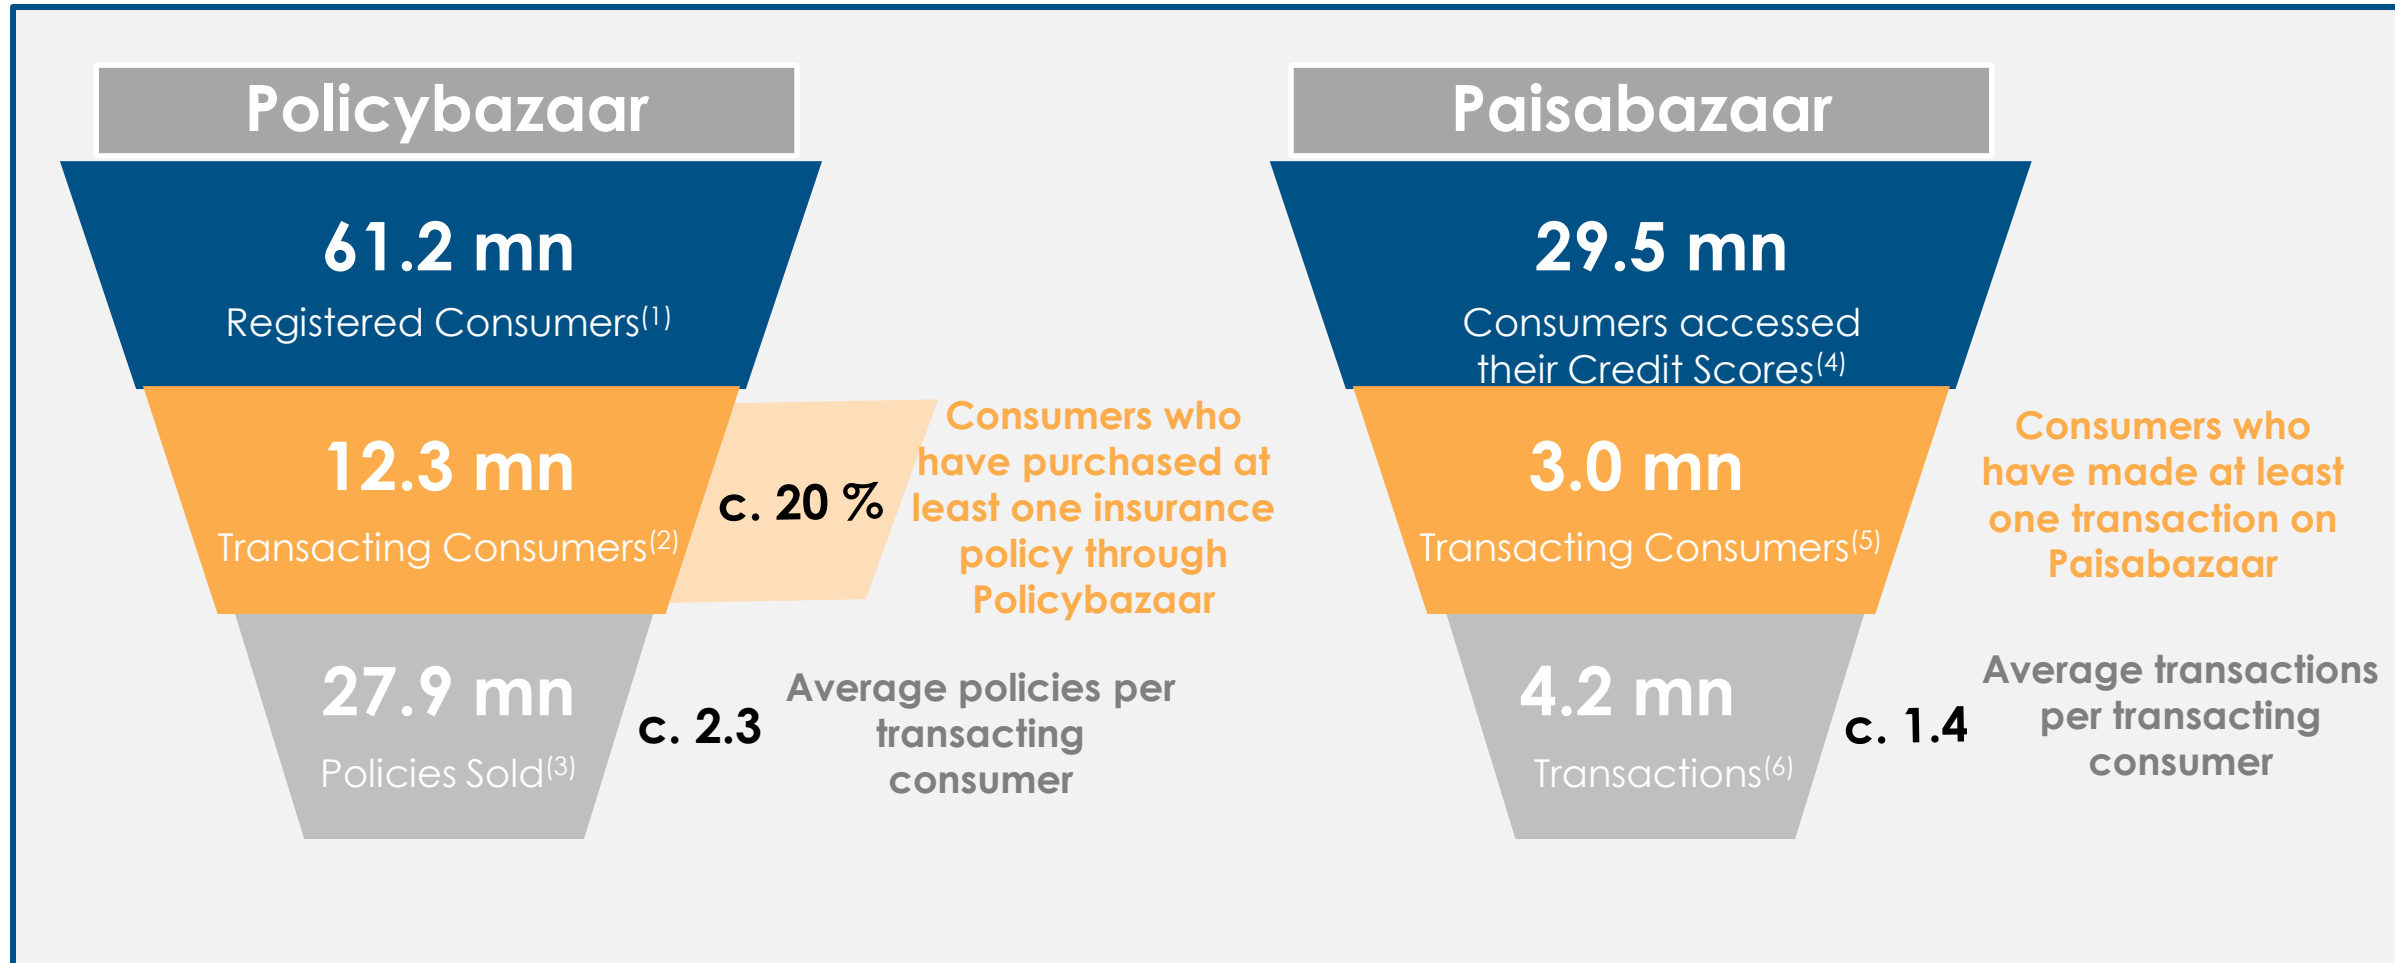 Policybazaar
61.2 mn
Registered Consumers(1)
12.3 mn
Transacting Consumers(2)
c. 20 %
Consumers who
have purchased at
least one insurance
policy through
Policybazaar
27.9 mn
Policies Sold(3)
c. 2.3
Average policies per
transacting
consumer
Paisabazaar
29.5 mn
Consumers accessed
their Credit Scores(4)
3.0 mn
Transacting Consumers(5)
Consumers who
have made at least
one transaction on
Paisabazaar
4.2 mn
Transactions(6)
c. 1.4
Average transactions
per transacting
consumer